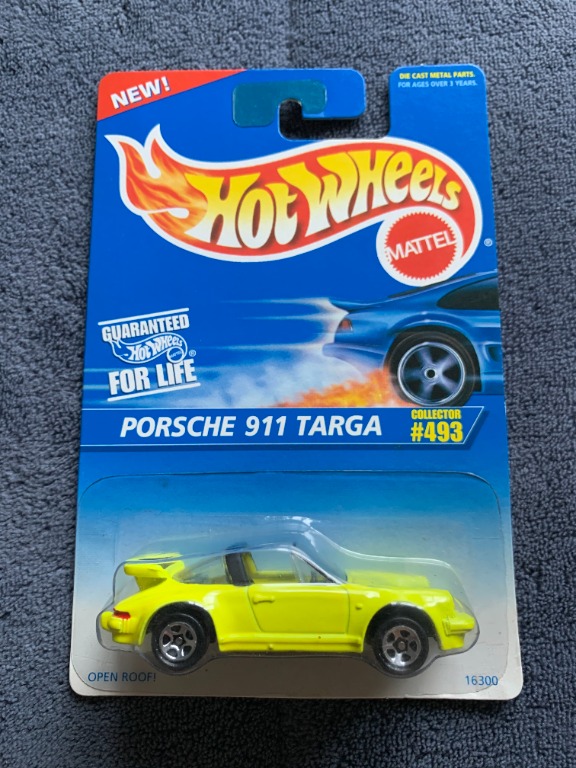 NEW!
DIE CAST METAL PARTS.
FOR AGES OVER 3 YEARS.
HOT WHEELS
MATTEL
®
GUARANTEED
HOT WHEELS ®
FOR LIFE
PORSCHE 911 TARGA
COLLECTOR
#493
OPEN ROOF!
16300